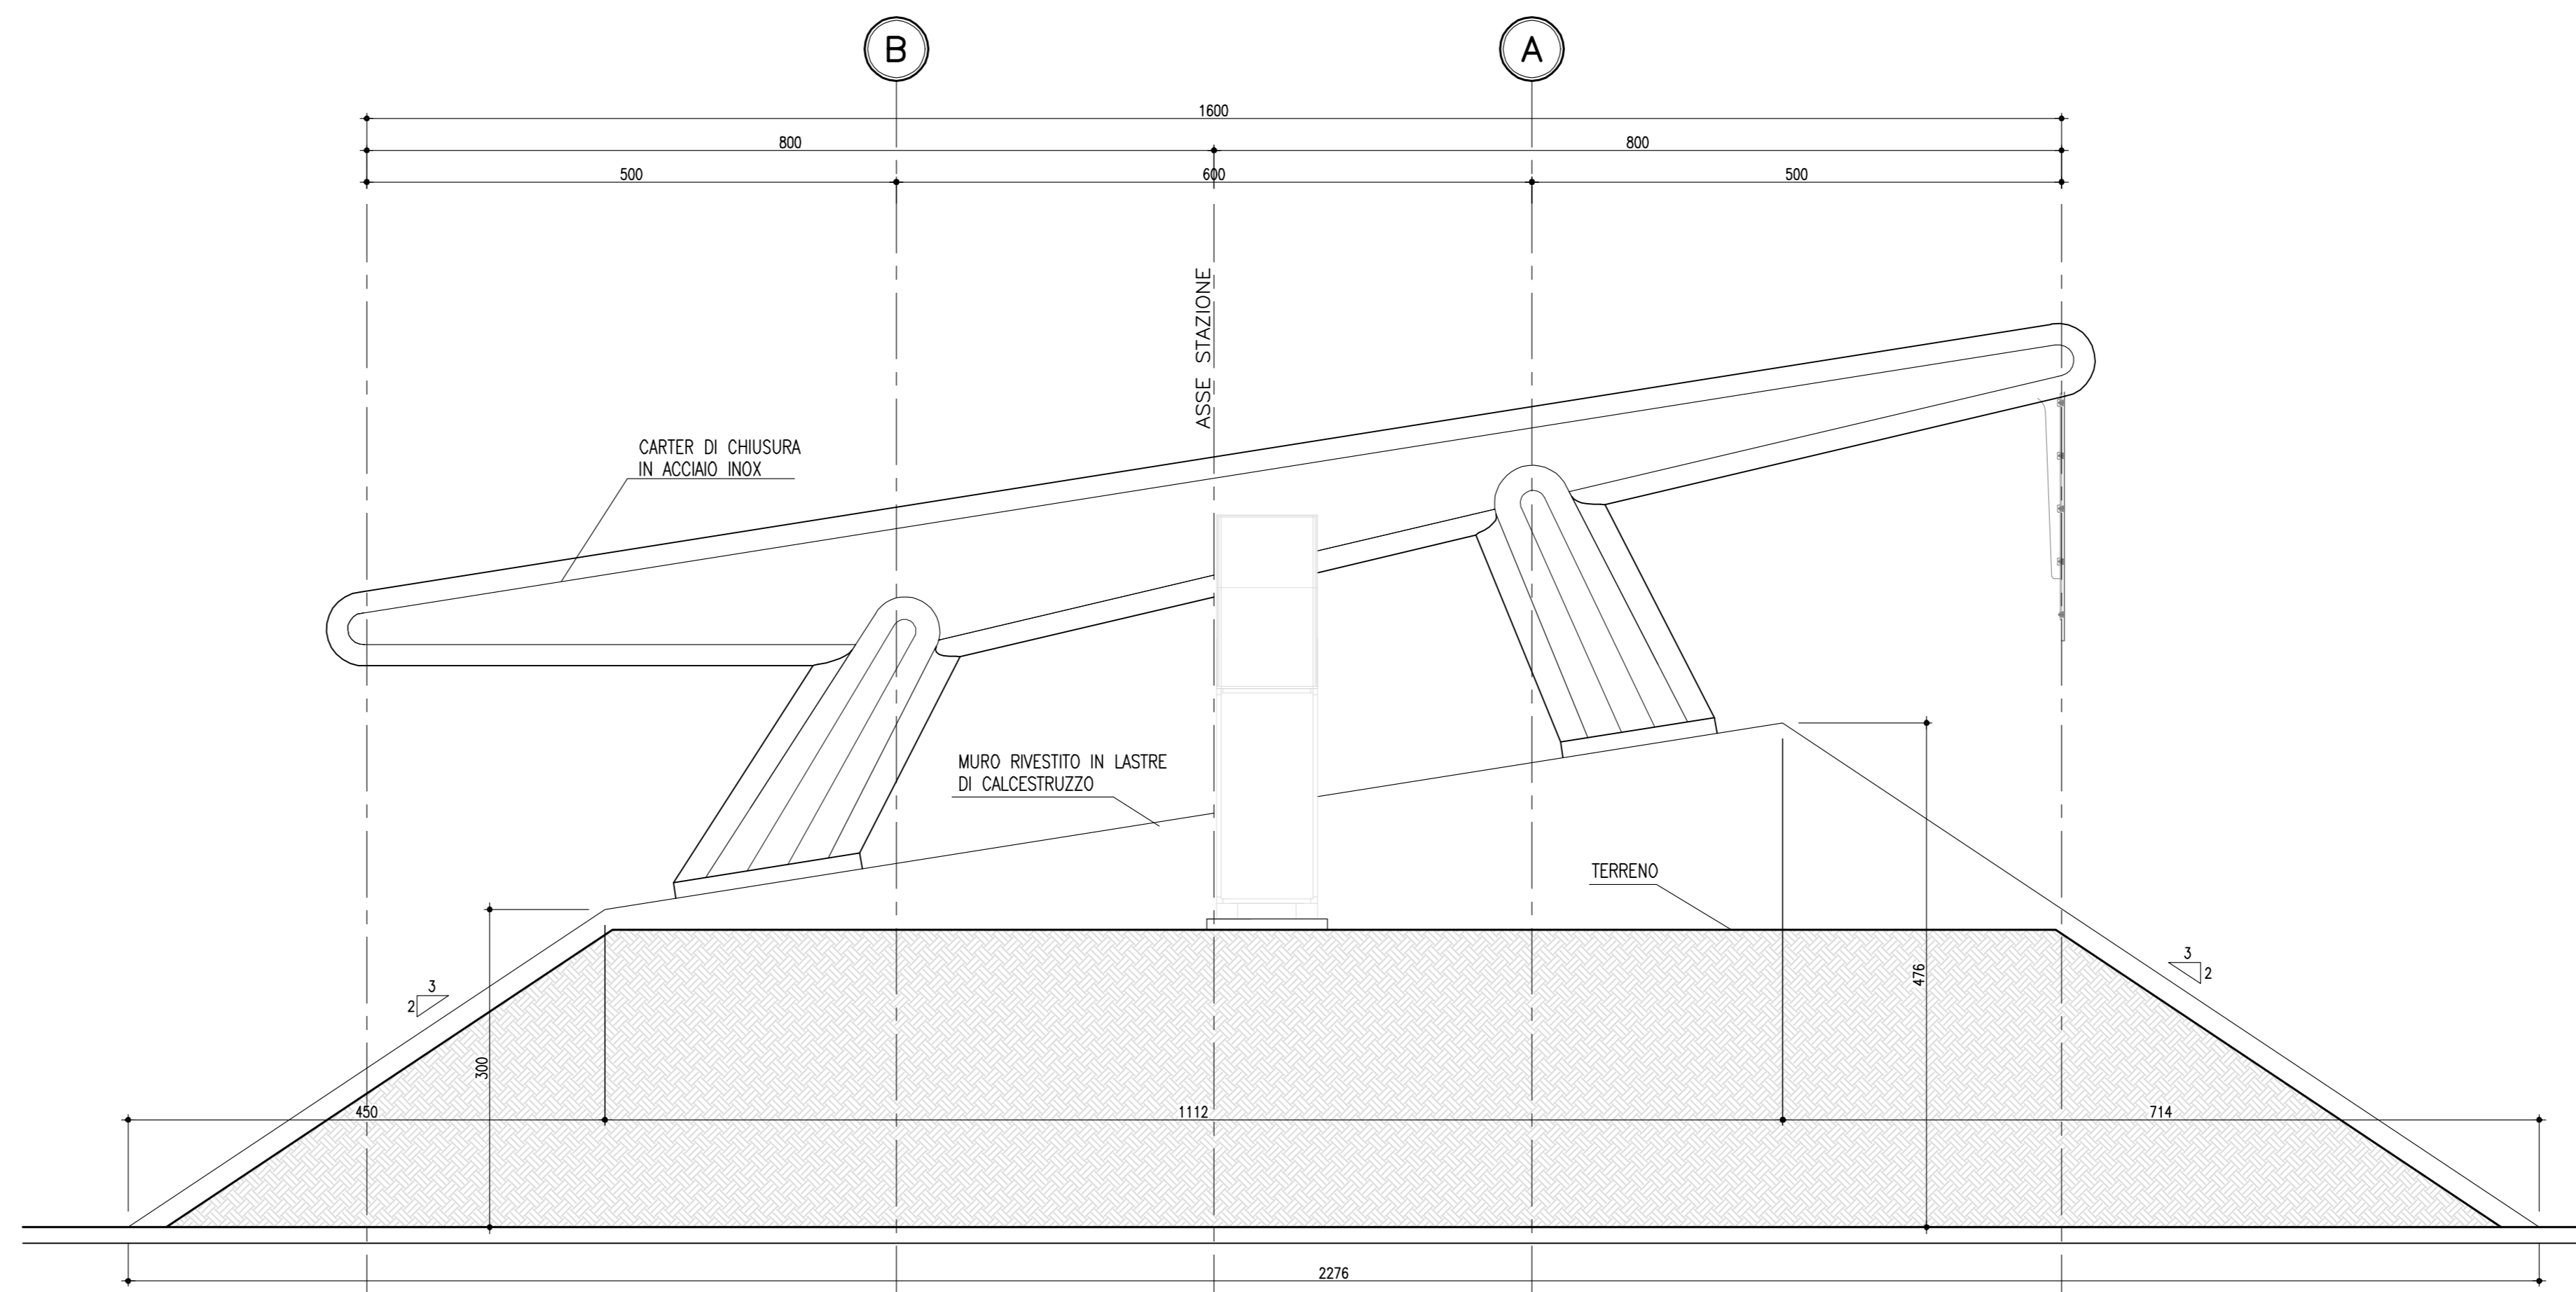 B
A
1600
800
800
500
600
500
ASSE STAZIONE
CARTER DI CHIUSURA
IN ACCIAIO INOX
MURO RIVESTITO IN LASTRE
DI CALCESTRUZZO
TERRENO
3
2
3
2
476
300
450
1112
714
2276